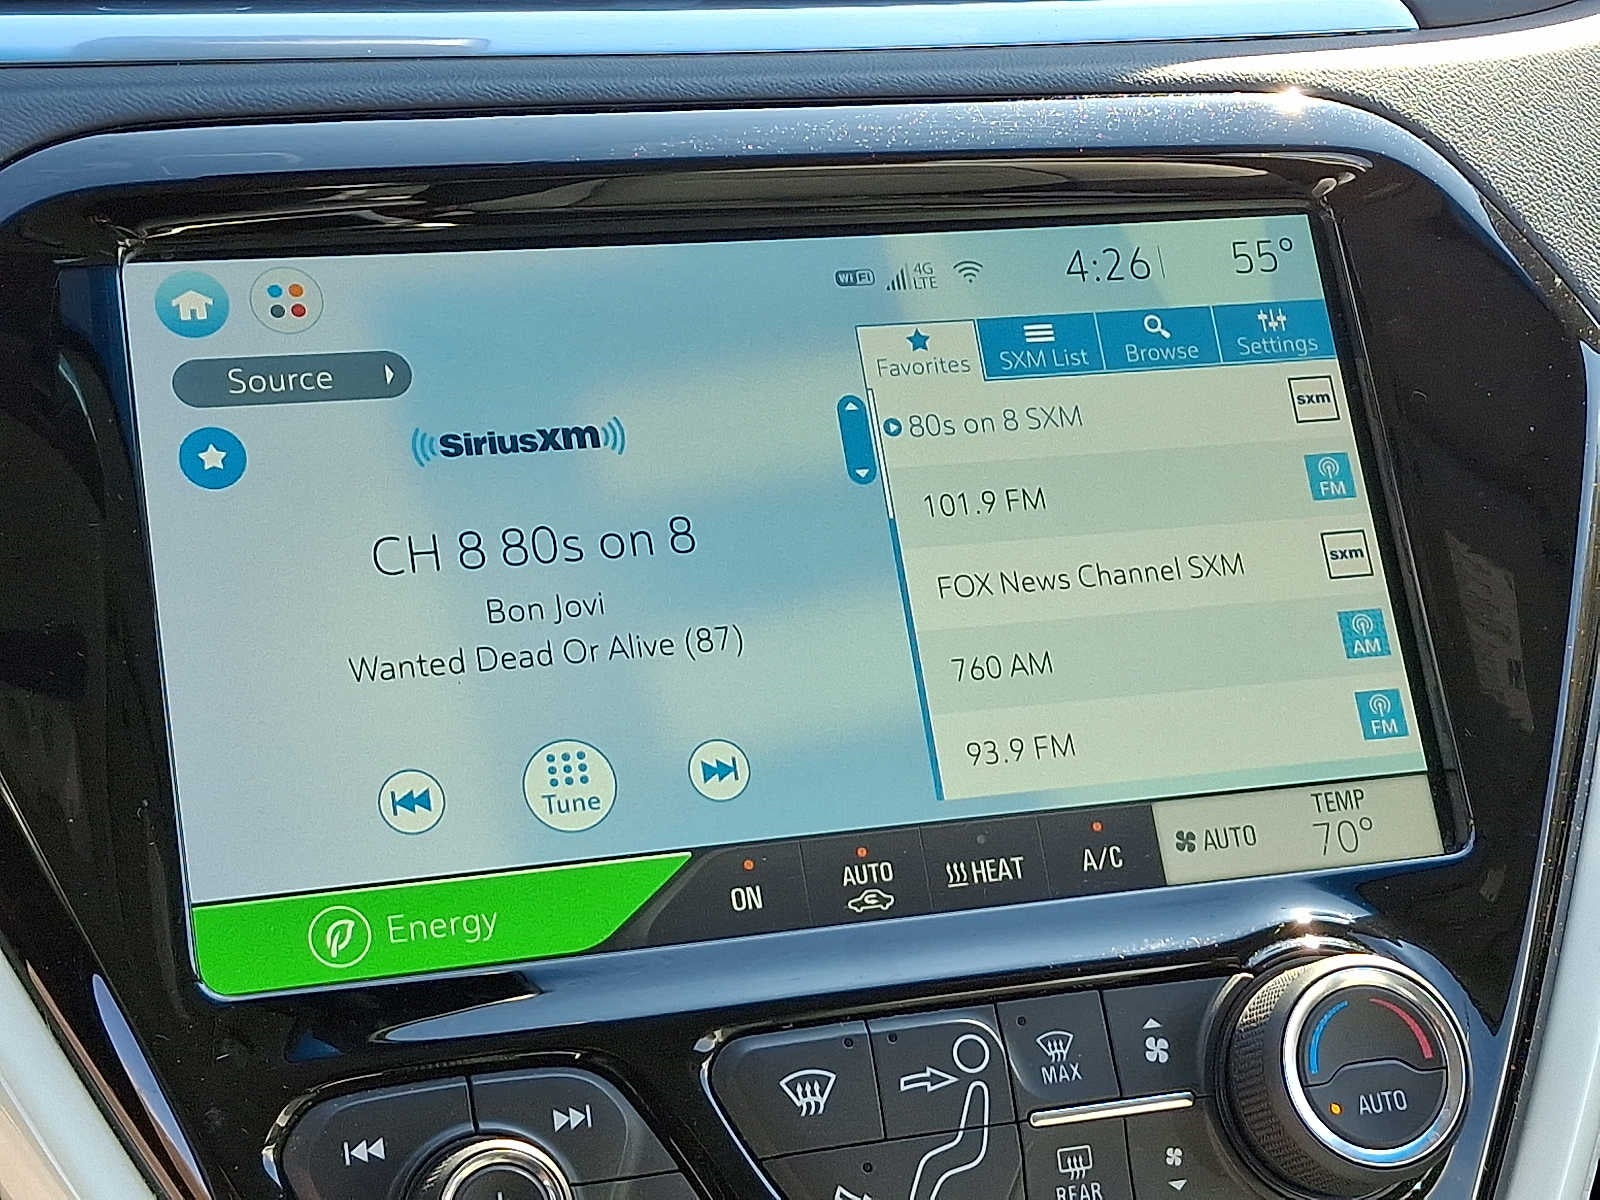 WiFi 4G LTE 4:26 55°
Source
Favorites SXM List Browse Settings
SiriusXM
80s on 8 SXM sxm
101.9 FM FM
FOX News Channel SXM sxm
760 AM AM
93.9 FM FM
CH 8 80s on 8
Bon Jovi
Wanted Dead Or Alive (87)
Tune
Energy
ON AUTO HEAT A/C AUTO TEMP 70°
MAX
AUTO
REAR